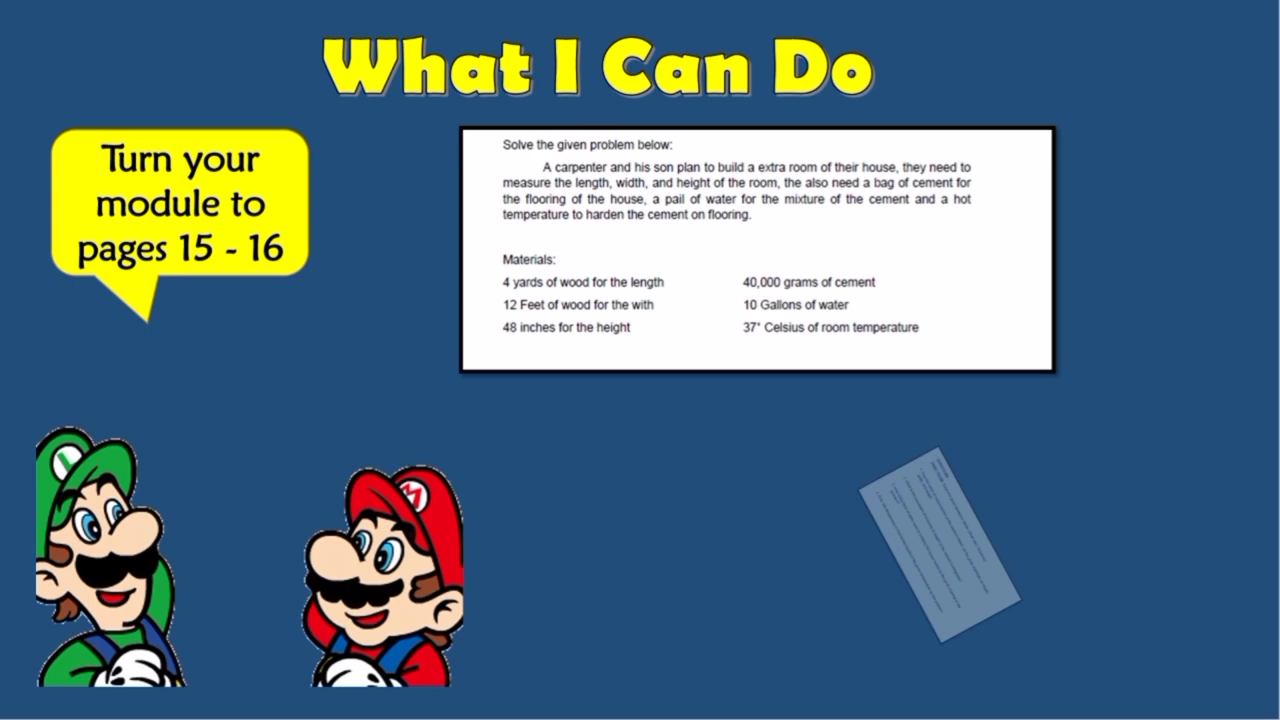 What I Can Do
Turn your
module to
pages 15 - 16
Solve the given problem below:
A carpenter and his son plan to build a extra room of their house, they need to
measure the length, width, and height of the room, the also need a bag of cement for
the flooring of the house, a pail of water for the mixture of the cement and a hot
temperature to harden the cement on flooring.
Materials:
4 yards of wood for the length
40,000 grams of cement
12 Feet of wood for the with
10 Gallons of water
48 inches for the height
37° Celsius of room temperature
L
M